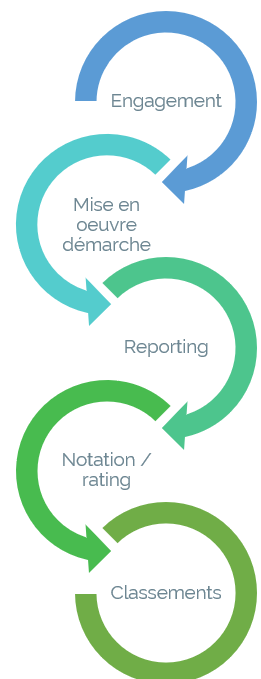 Engagement
Mise en
oeuvre
démarche
Reporting
Notation /
rating
Classements